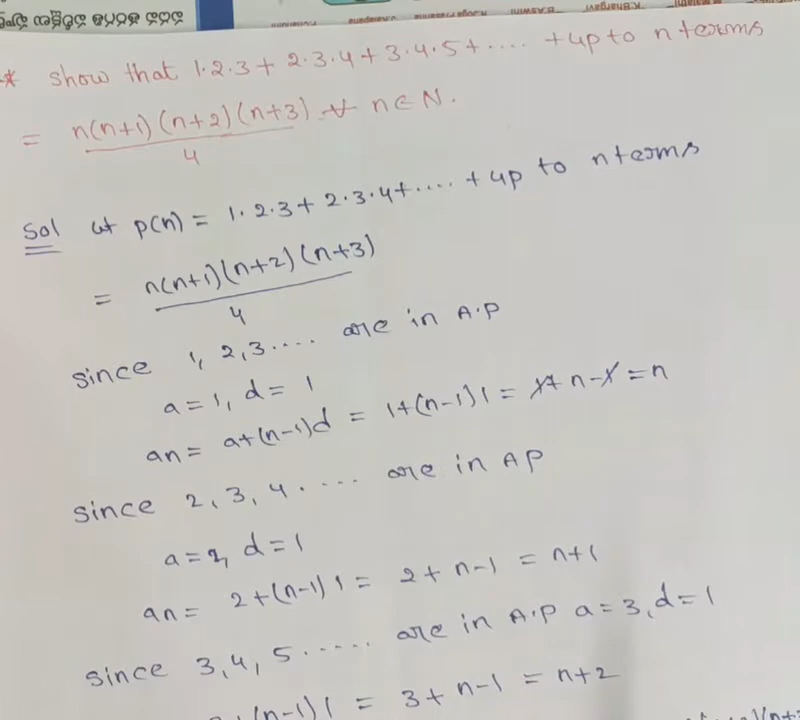 K.Bhargavi
B.Aswini
* show that 1.2.3 + 2.3.4 + 3.4.5 + .... + up to n terms
= n(n+1)(n+2)(n+3)/4 ∀ n∈N.
Sol let p(n) = 1.2.3 + 2.3.4 + .... + up to n terms
= n(n+1)(n+2)(n+3)/4
since 1, 2, 3.... are in A.P
a=1, d=1
an = a+(n-1)d = 1+(n-1)1 = 1+n-1 = n
since 2, 3, 4. ... are in AP
a=2, d=1
an = 2+(n-1)1 = 2+n-1 = n+1
since 3, 4, 5 ..... are in A.P a=3, d=1
+(n-1)1 = 3+n-1 = n+2